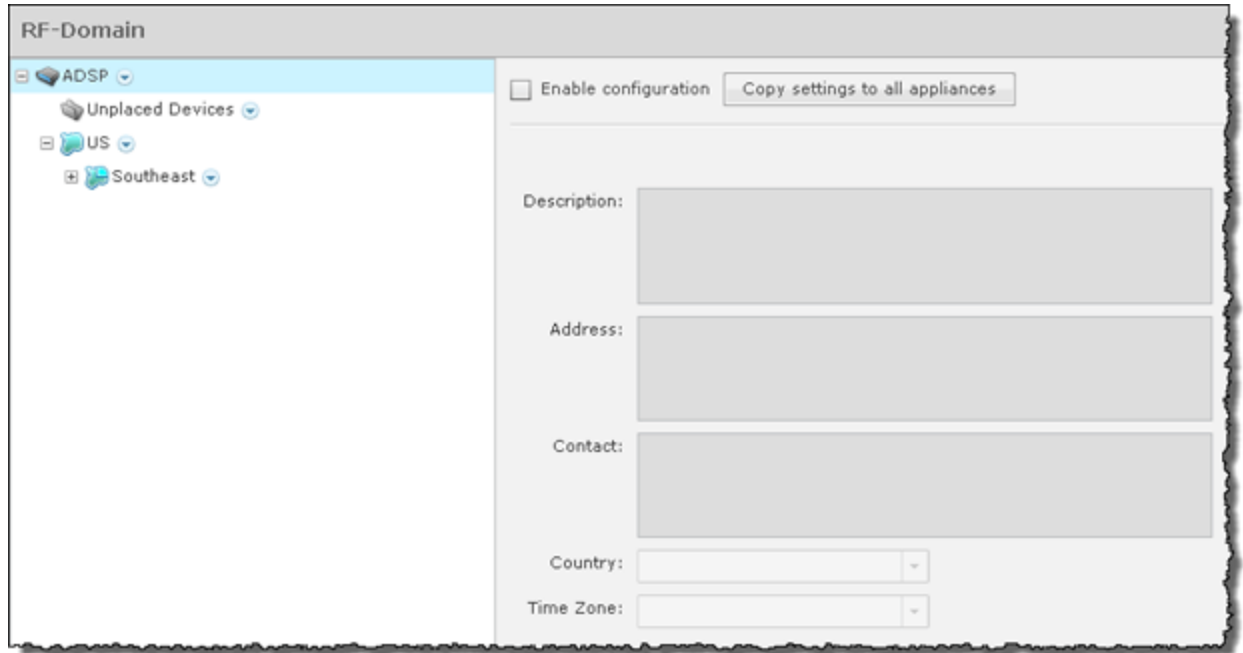 RF-Domain
ADSP
Unplaced Devices
US
Southeast
Enable configuration
Copy settings to all appliances
Description:
Address:
Contact:
Country:
Time Zone: